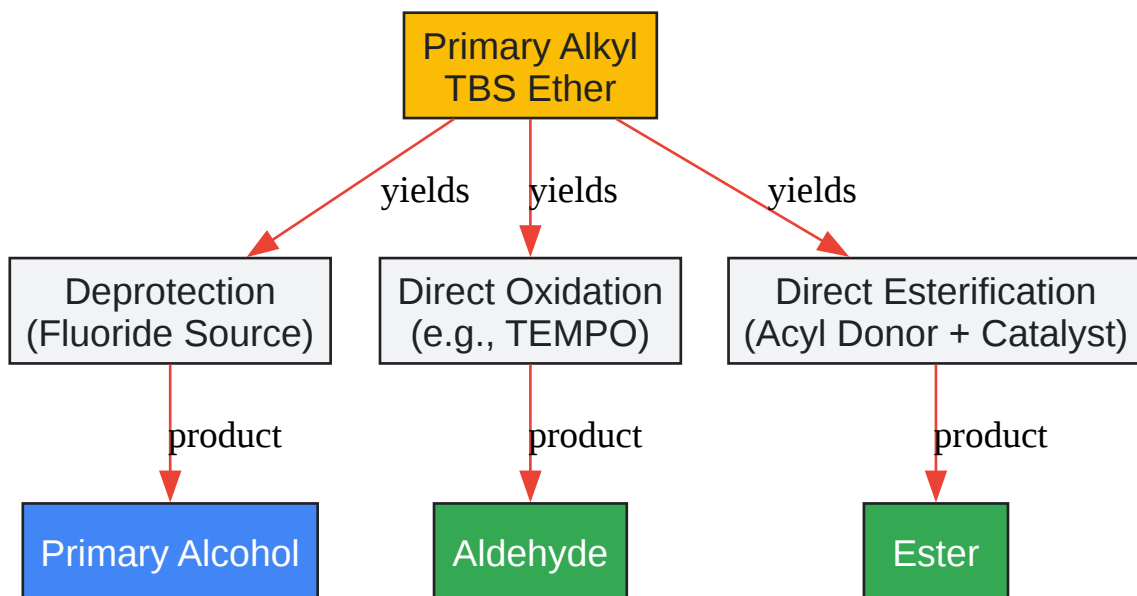 Primary Alkyl
TBS Ether
yields
yields
yields
Deprotection
(Fluoride Source)
Direct Oxidation
(e.g., TEMPO)
Direct Esterification
(Acyl Donor + Catalyst)
product
product
product
Primary Alcohol
Aldehyde
Ester